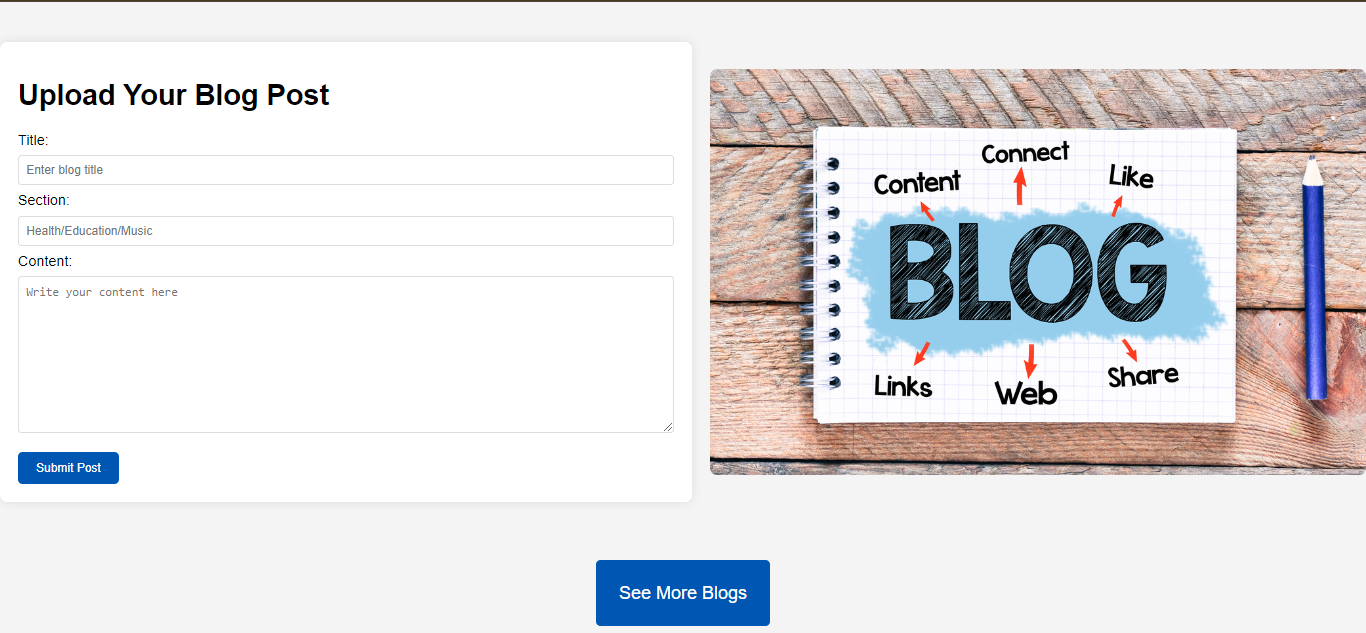 Upload Your Blog Post
Title:
Enter blog title
Section:
Health/Education/Music
Content:
Write your content here
Submit Post
Connect
Content
Like
BLOG
Links
Web
Share
See More Blogs